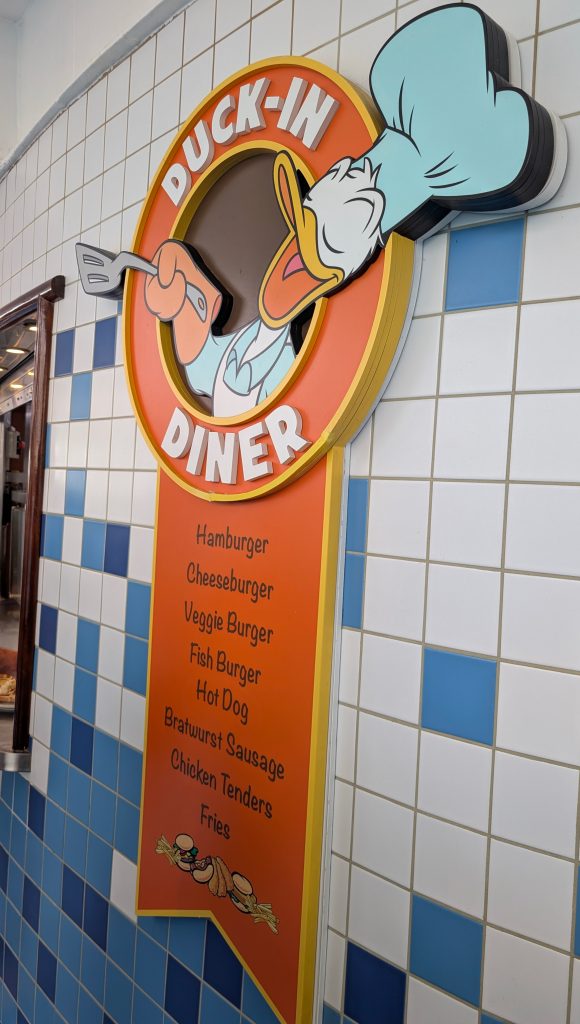 DUCK-IN
DINER
Hamburger
Cheeseburger
Veggie Burger
Fish Burger
Hot Dog
Bratwurst Sausage
Chicken Tenders
Fries